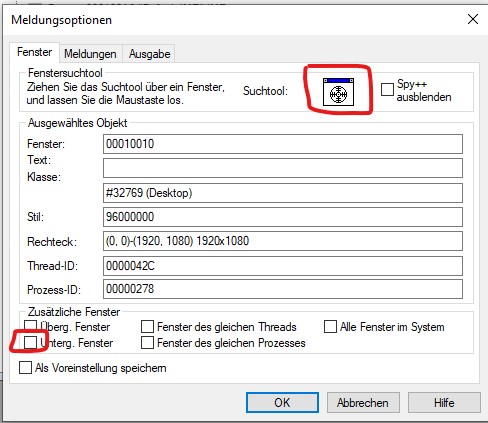 Meldungsoptionen
Fenster Meldungen Ausgabe
Fenstersuchtool
Ziehen Sie das Suchtool über ein Fenster,
und lassen Sie die Maustaste los.
Suchtool:
Spy++
ausblenden
Ausgewähltes Objekt
Fenster: 00010010
Text:
Klasse:
#32769 (Desktop)
Stil: 96000000
Rechteck: (0, 0)-(1920, 1080) 1920x1080
Thread-ID: 0000042C
Prozess-ID: 00000278
Zusätzliche Fenster
Überg. Fenster Fenster des gleichen Threads Alle Fenster im System
Unterg. Fenster Fenster des gleichen Prozesses
Als Voreinstellung speichern
OK Abbrechen Hilfe